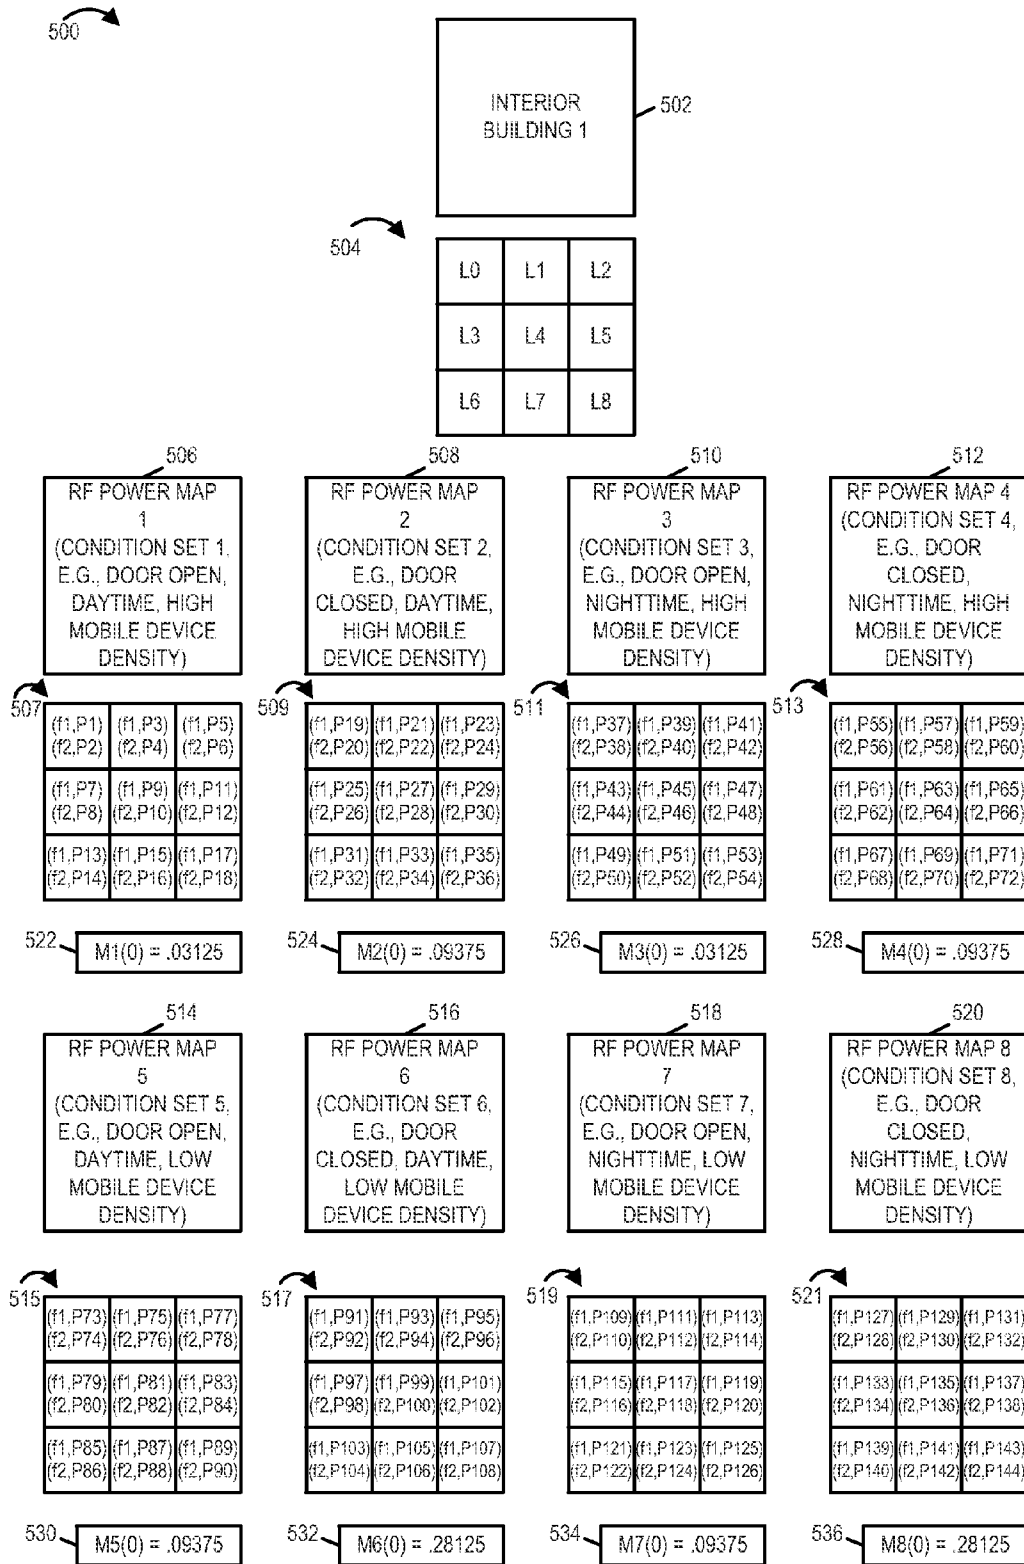 500
INTERIOR
BUILDING 1
502
504
L0 L1 L2
L3 L4 L5
L6 L7 L8
506 508 510 512
RF POWER MAP
1
(CONDITION SET 1,
E.G., DOOR OPEN,
DAYTIME, HIGH
MOBILE DEVICE
DENSITY)
RF POWER MAP
2
(CONDITION SET 2,
E.G., DOOR
CLOSED, DAYTIME,
HIGH MOBILE
DEVICE DENSITY)
RF POWER MAP
3
(CONDITION SET 3,
E.G., DOOR OPEN,
NIGHTTIME, HIGH
MOBILE DEVICE
DENSITY)
RF POWER MAP 4
(CONDITION SET 4,
E.G., DOOR
CLOSED,
NIGHTTIME, HIGH
MOBILE DEVICE
DENSITY)
507
(f1,P1) (f1,P3) (f1,P5)
(f2,P2) (f2,P4) (f2,P6)
(f1,P7) (f1,P9) (f1,P11)
(f2,P8) (f2,P10) (f2,P12)
(f1,P13) (f1,P15) (f1,P17)
(f2,P14) (f2,P16) (f2,P18)
509
(f1,P19) (f1,P21) (f1,P23)
(f2,P20) (f2,P22) (f2,P24)
(f1,P25) (f1,P27) (f1,P29)
(f2,P26) (f2,P28) (f2,P30)
(f1,P31) (f1,P33) (f1,P35)
(f2,P32) (f2,P34) (f2,P36)
511
(f1,P37) (f1,P39) (f1,P41)
(f2,P38) (f2,P40) (f2,P42)
(f1,P43) (f1,P45) (f1,P47)
(f2,P44) (f2,P46) (f2,P48)
(f1,P49) (f1,P51) (f1,P53)
(f2,P50) (f2,P52) (f2,P54)
513
(f1,P55) (f1,P57) (f1,P59)
(f2,P56) (f2,P58) (f2,P60)
(f1,P61) (f1,P63) (f1,P65)
(f2,P62) (f2,P64) (f2,P66)
(f1,P67) (f1,P69) (f1,P71)
(f2,P68) (f2,P70) (f2,P72)
522 M1(0) = .03125
524 M2(0) = .09375
526 M3(0) = .03125
528 M4(0) = .09375
514 516 518 520
RF POWER MAP
5
(CONDITION SET 5,
E.G., DOOR OPEN,
DAYTIME, LOW
MOBILE DEVICE
DENSITY)
RF POWER MAP
6
(CONDITION SET 6,
E.G., DOOR
CLOSED, DAYTIME,
LOW MOBILE
DEVICE DENSITY)
RF POWER MAP
7
(CONDITION SET 7,
E.G., DOOR OPEN,
NIGHTTIME, LOW
MOBILE DEVICE
DENSITY)
RF POWER MAP 8
(CONDITION SET 8,
E.G., DOOR
CLOSED,
NIGHTTIME, LOW
MOBILE DEVICE
DENSITY)
515
(f1,P73) (f1,P75) (f1,P77)
(f2,P74) (f2,P76) (f2,P78)
(f1,P79) (f1,P81) (f1,P83)
(f2,P80) (f2,P82) (f2,P84)
(f1,P85) (f1,P87) (f1,P89)
(f2,P86) (f2,P88) (f2,P90)
517
(f1,P91) (f1,P93) (f1,P95)
(f2,P92) (f2,P94) (f2,P96)
(f1,P97) (f1,P99) (f1,P101)
(f2,P98) (f2,P100) (f2,P102)
(f1,P103) (f1,P105) (f1,P107)
(f2,P104) (f2,P106) (f2,P108)
519
(f1,P109) (f1,P111) (f1,P113)
(f2,P110) (f2,P112) (f2,P114)
(f1,P115) (f1,P117) (f1,P119)
(f2,P116) (f2,P118) (f2,P120)
(f1,P121) (f1,P123) (f1,P125)
(f2,P122) (f2,P124) (f2,P126)
521
(f1,P127) (f1,P129) (f1,P131)
(f2,P128) (f2,P130) (f2,P132)
(f1,P133) (f1,P135) (f1,P137)
(f2,P134) (f2,P136) (f2,P138)
(f1,P139) (f1,P141) (f1,P143)
(f2,P140) (f2,P142) (f2,P144)
530 M5(0) = .09375
532 M6(0) = .28125
534 M7(0) = .09375
536 M8(0) = .28125